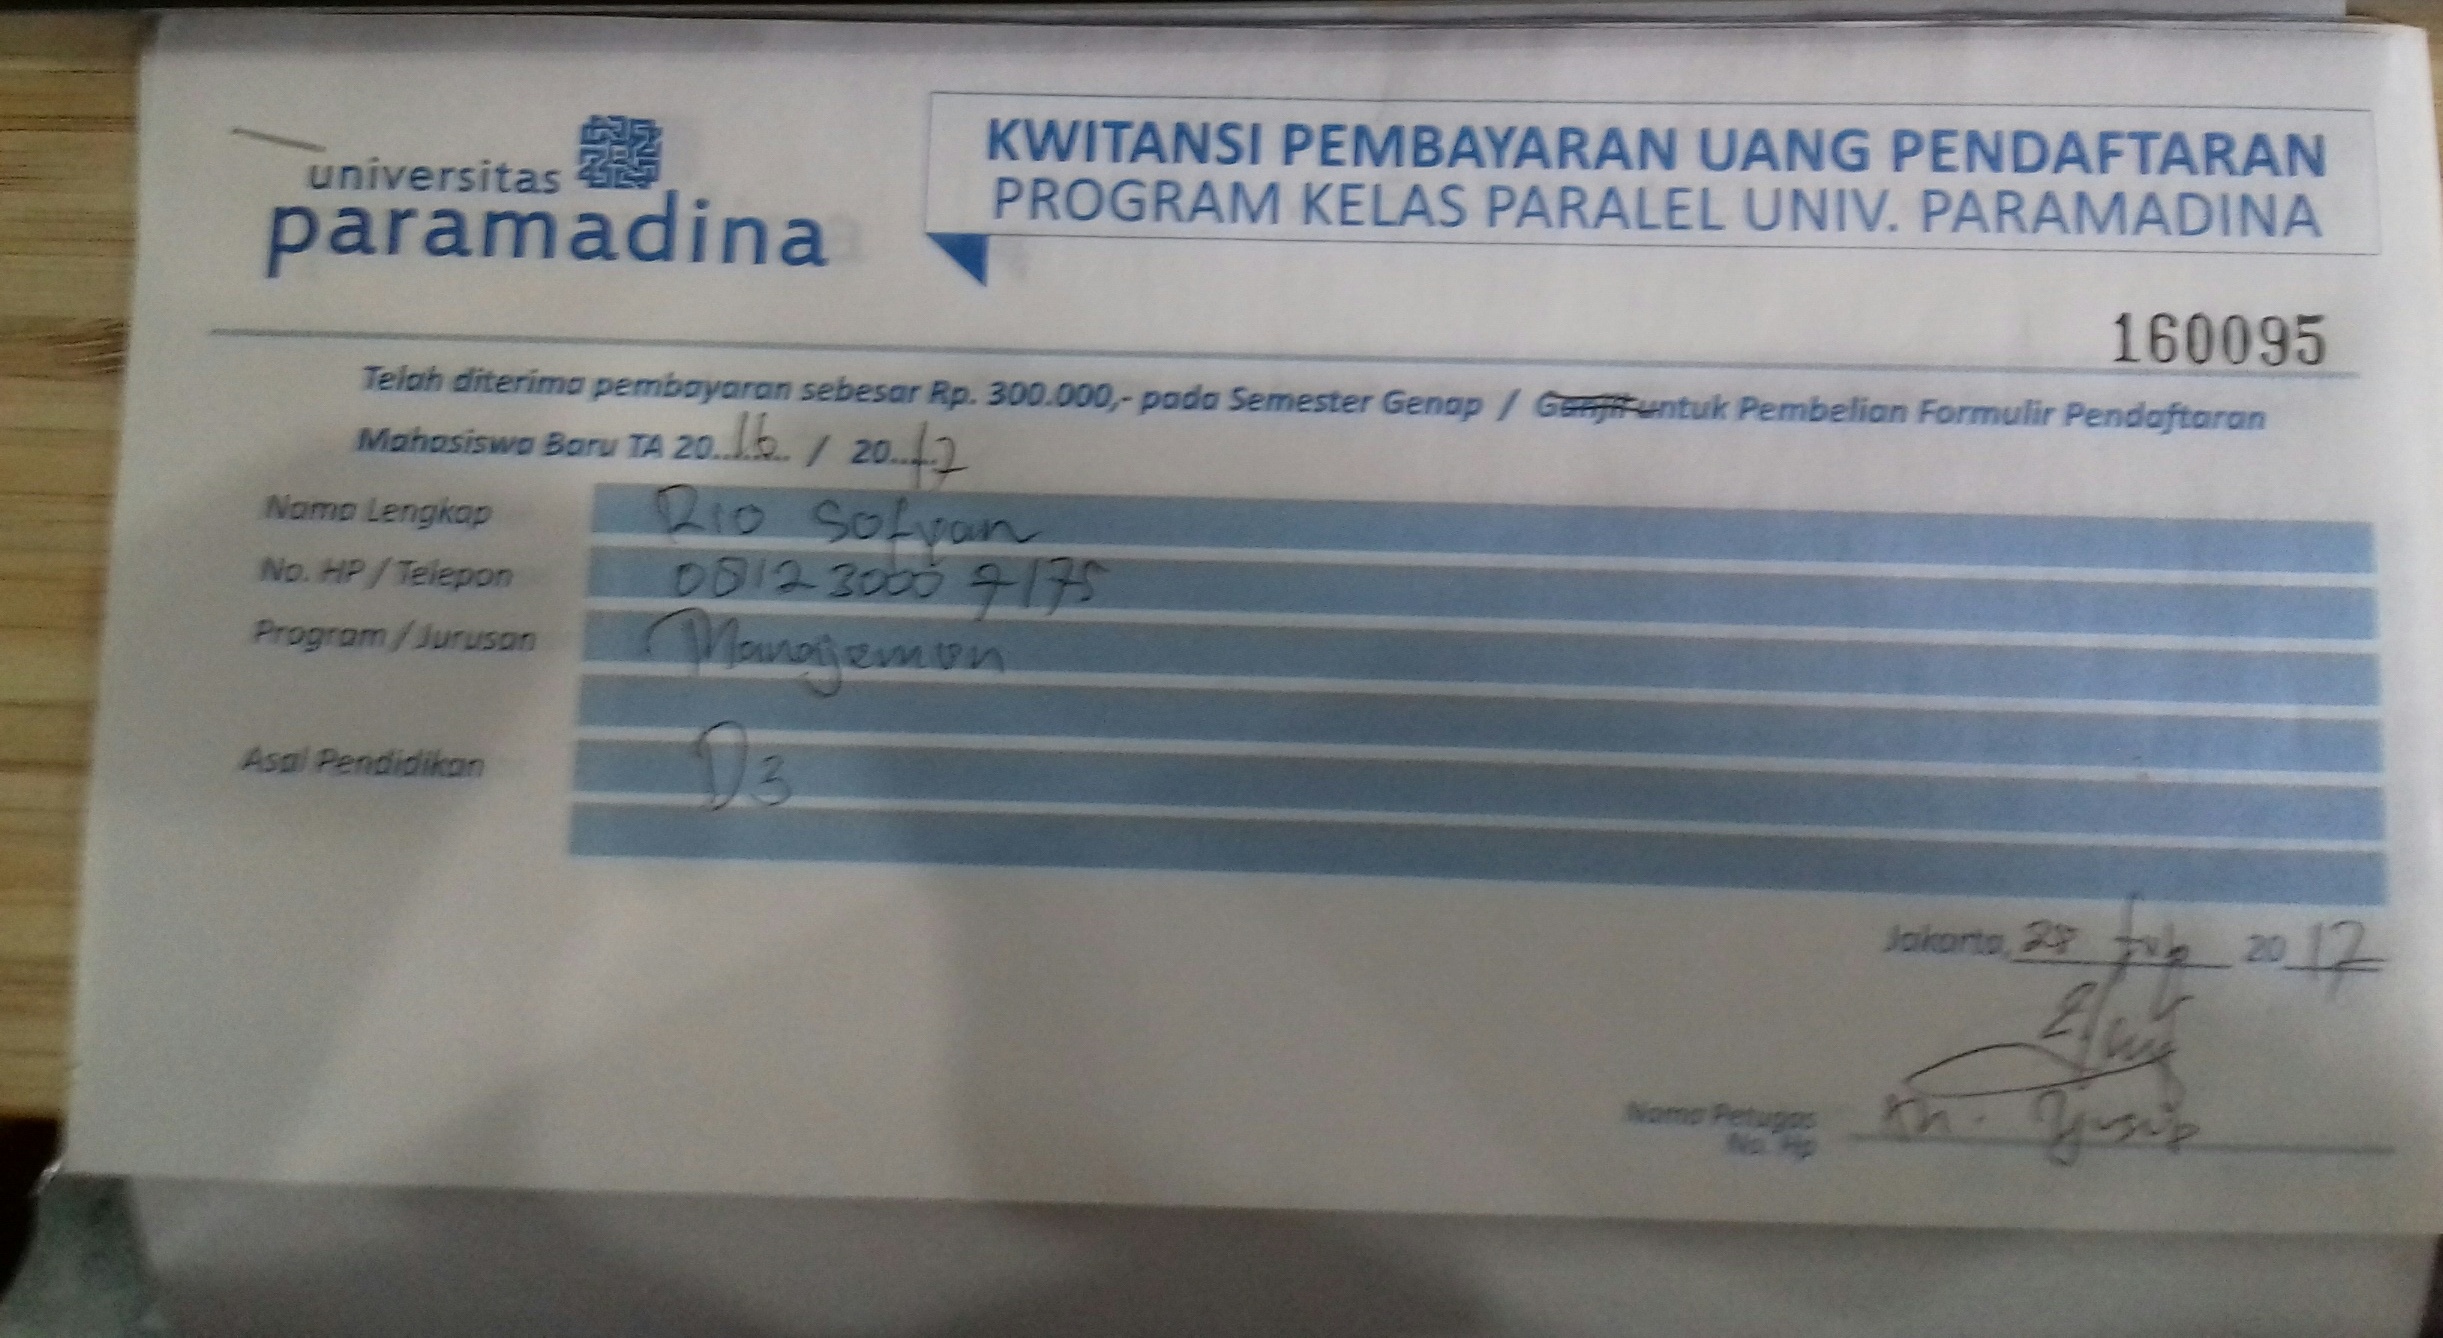 universitas
paramadina
KWITANSI PEMBAYARAN UANG PENDAFTARAN
PROGRAM KELAS PARALEL UNIV. PARAMADINA
160095
Telah diterima pembayaran sebesar Rp. 300.000,- pada Semester Genap / Ganjil untuk Pembelian Formulir Pendaftaran
Mahasiswa Baru TA 20..16.. / 20..17
Nama Lengkap Rio Sofyan
No. HP / Telepon 0812 3000 7175
Program / Jurusan Manajemen
Asal Pendidikan D3
Jakarta, 28 Feb 20 17
Nama Petugas Kh. Yusup
No. Hp